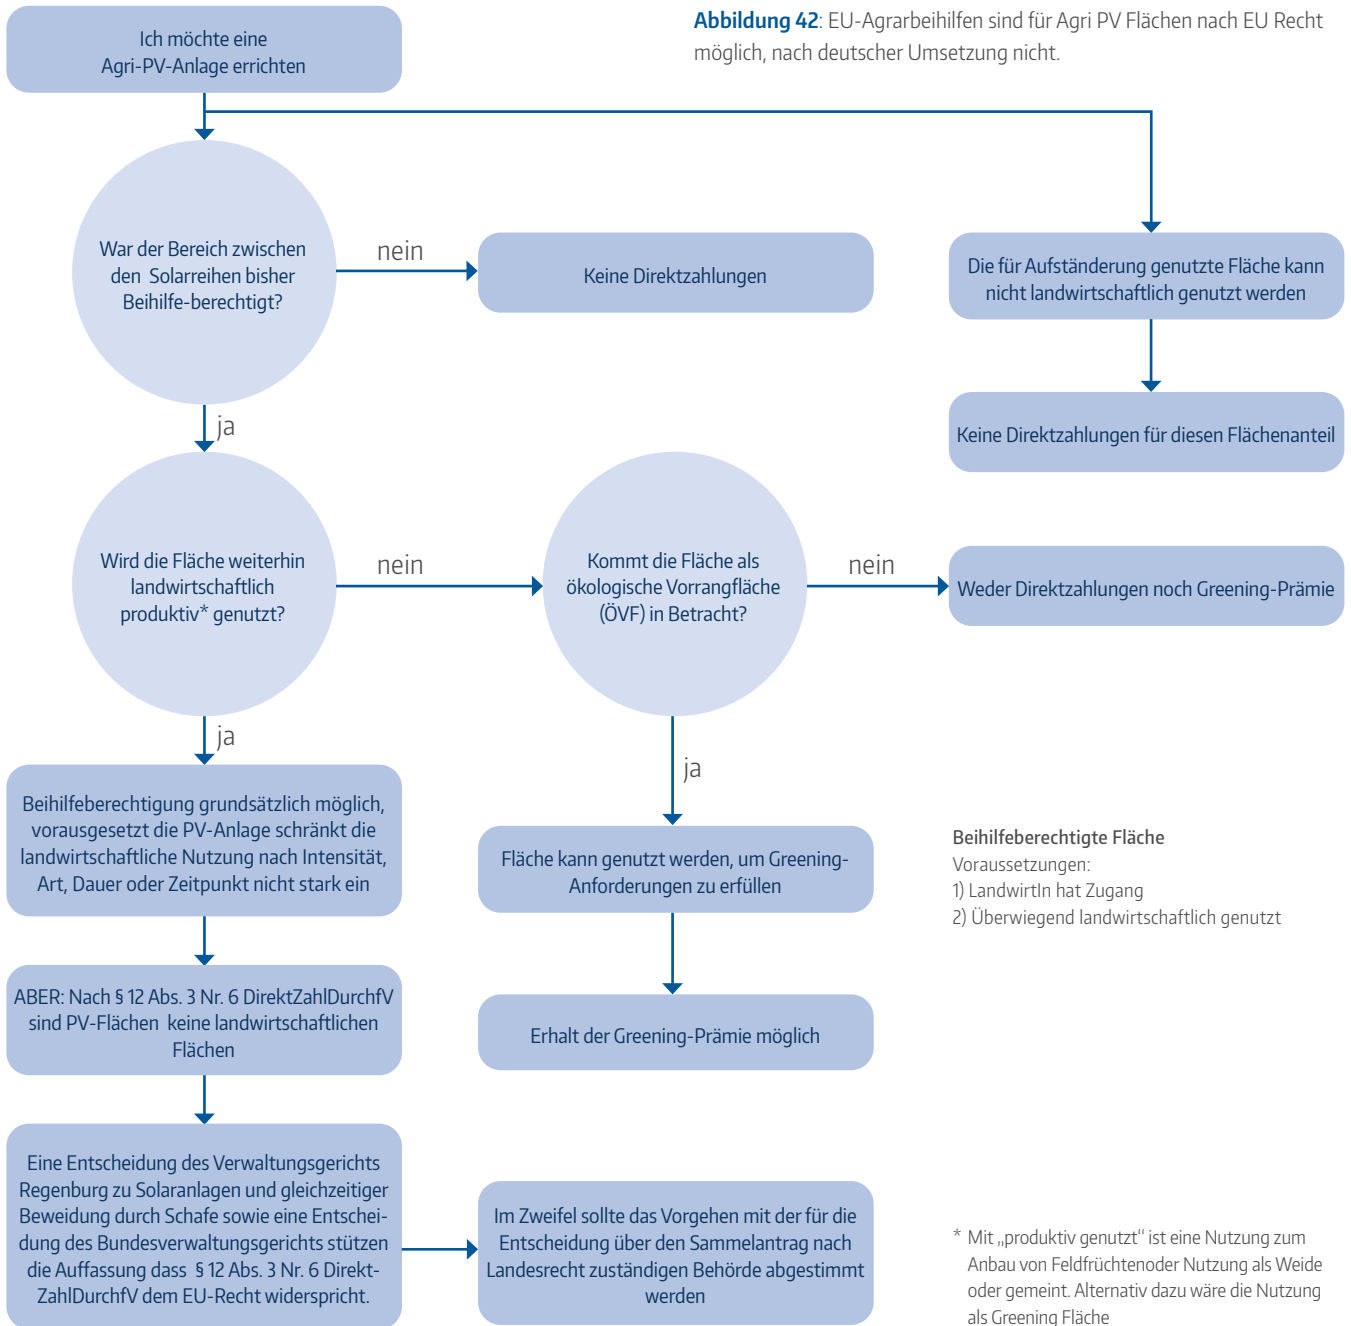 Abbildung 42: EU-Agrarbeihilfen sind für Agri PV Flächen nach EU Recht
möglich, nach deutscher Umsetzung nicht.
Ich möchte eine
Agri-PV-Anlage errichten
War der Bereich zwischen
den Solarreihen bisher
Beihilfe-berechtigt?
nein
Keine Direktzahlungen
Die für Aufständerung genutzte Fläche kann
nicht landwirtschaftlich genutzt werden
Keine Direktzahlungen für diesen Flächenanteil
ja
Wird die Fläche weiterhin
landwirtschaftlich
produktiv* genutzt?
nein
Kommt die Fläche als
ökologische Vorrangfläche
(ÖVF) in Betracht?
nein
Weder Direktzahlungen noch Greening-Prämie
ja
Beihilfeberechtigung grundsätzlich möglich,
vorausgesetzt die PV-Anlage schränkt die
landwirtschaftliche Nutzung nach Intensität,
Art, Dauer oder Zeitpunkt nicht stark ein
ja
Fläche kann genutzt werden, um Greening-
Anforderungen zu erfüllen
Erhalt der Greening-Prämie möglich
Beihilfeberechtigte Fläche
Voraussetzungen:
1) LandwirtIn hat Zugang
2) Überwiegend landwirtschaftlich genutzt
ABER: Nach § 12 Abs. 3 Nr. 6 DirektZahlDurchfV
sind PV-Flächen keine landwirtschaftlichen
Flächen
Eine Entscheidung des Verwaltungsgerichts
Regenburg zu Solaranlagen und gleichzeitiger
Beweidung durch Schafe sowie eine Entschei-
dung des Bundesverwaltungsgerichts stützen
die Auffassung dass § 12 Abs. 3 Nr. 6 Direkt-
ZahlDurchfV dem EU-Recht widerspricht.
Im Zweifel sollte das Vorgehen mit der für die
Entscheidung über den Sammelantrag nach
Landesrecht zuständigen Behörde abgestimmt
werden
* Mit „produktiv genutzt“ ist eine Nutzung zum
Anbau von Feldfrüchtenoder Nutzung als Weide
oder gemeint. Alternativ dazu wäre die Nutzung
als Greening Fläche